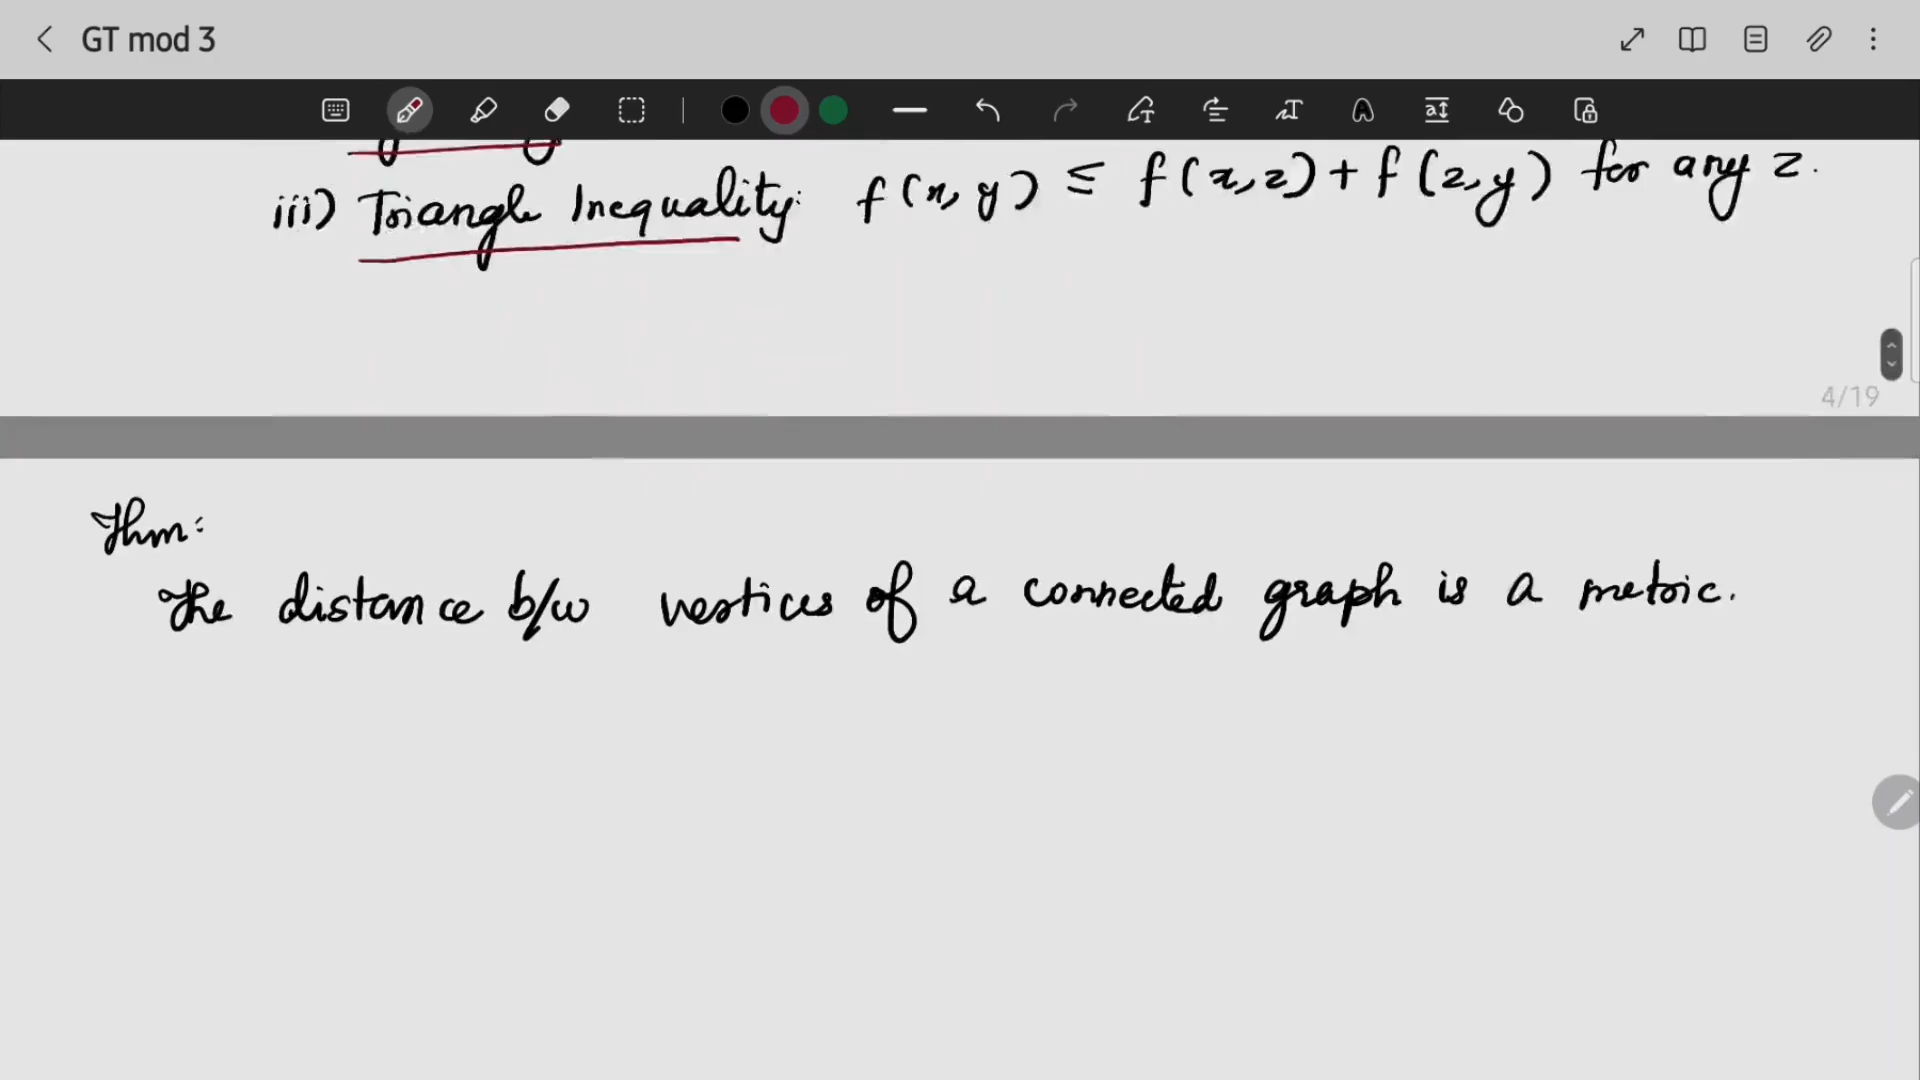 GT mod 3
iii) Triangle Inequality: f(x, y) ≤ f(x, z) + f(z, y) for any z.
4/19
Thm:
The distance b/w vertices of a connected graph is a metric.